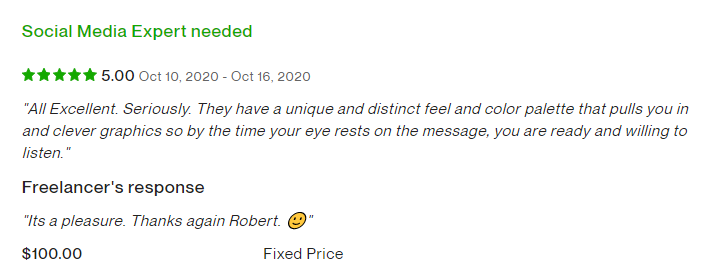 Social Media Expert needed
5.00 Oct 10, 2020 - Oct 16, 2020
"All Excellent. Seriously. They have a unique and distinct feel and color palette that pulls you in
and clever graphics so by the time your eye rests on the message, you are ready and willing to
listen."
Freelancer's response
"Its a pleasure. Thanks again Robert. 🙂"
$100.00 Fixed Price